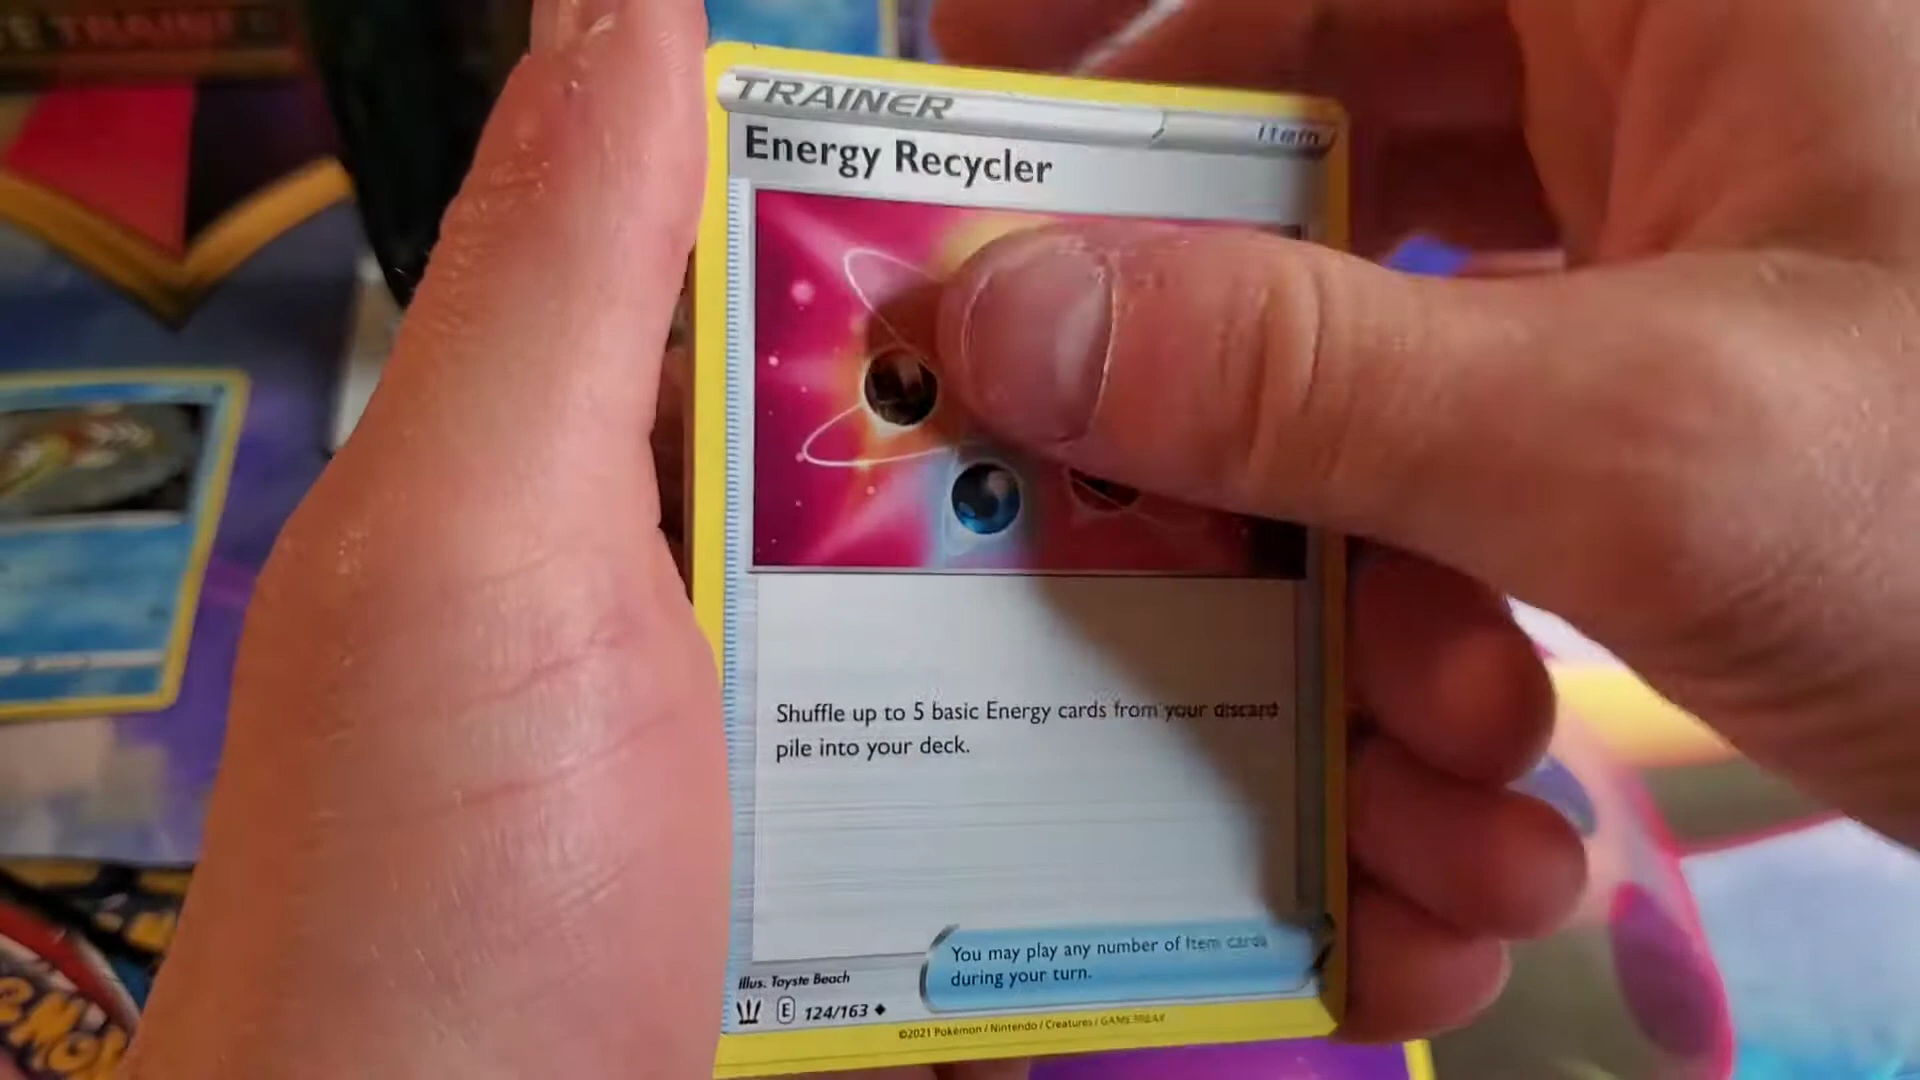 TRAINER
Item
Energy Recycler
Shuffle up to 5 basic Energy cards from your discard
pile into your deck.
You may play any number of Item cards
during your turn.
Illus. Toyste Beach
E 124/163
©2021 Pokémon / Nintendo / Creatures / GAME FREAK
TRAINER